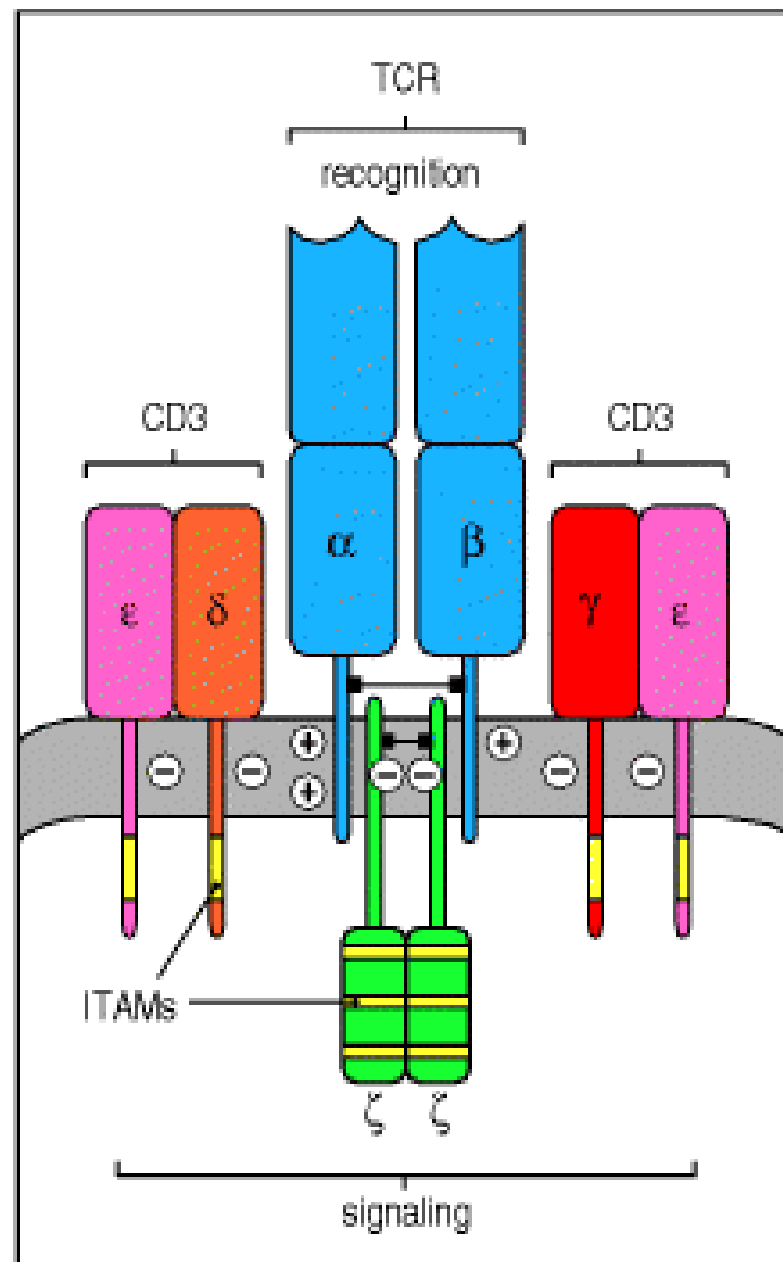 TCR
recognition
CD3
CD3
α
β
ε
δ
γ
ε
+
+
+
−
−
−
−
−
−
ITAMs
ζ
ζ
signaling